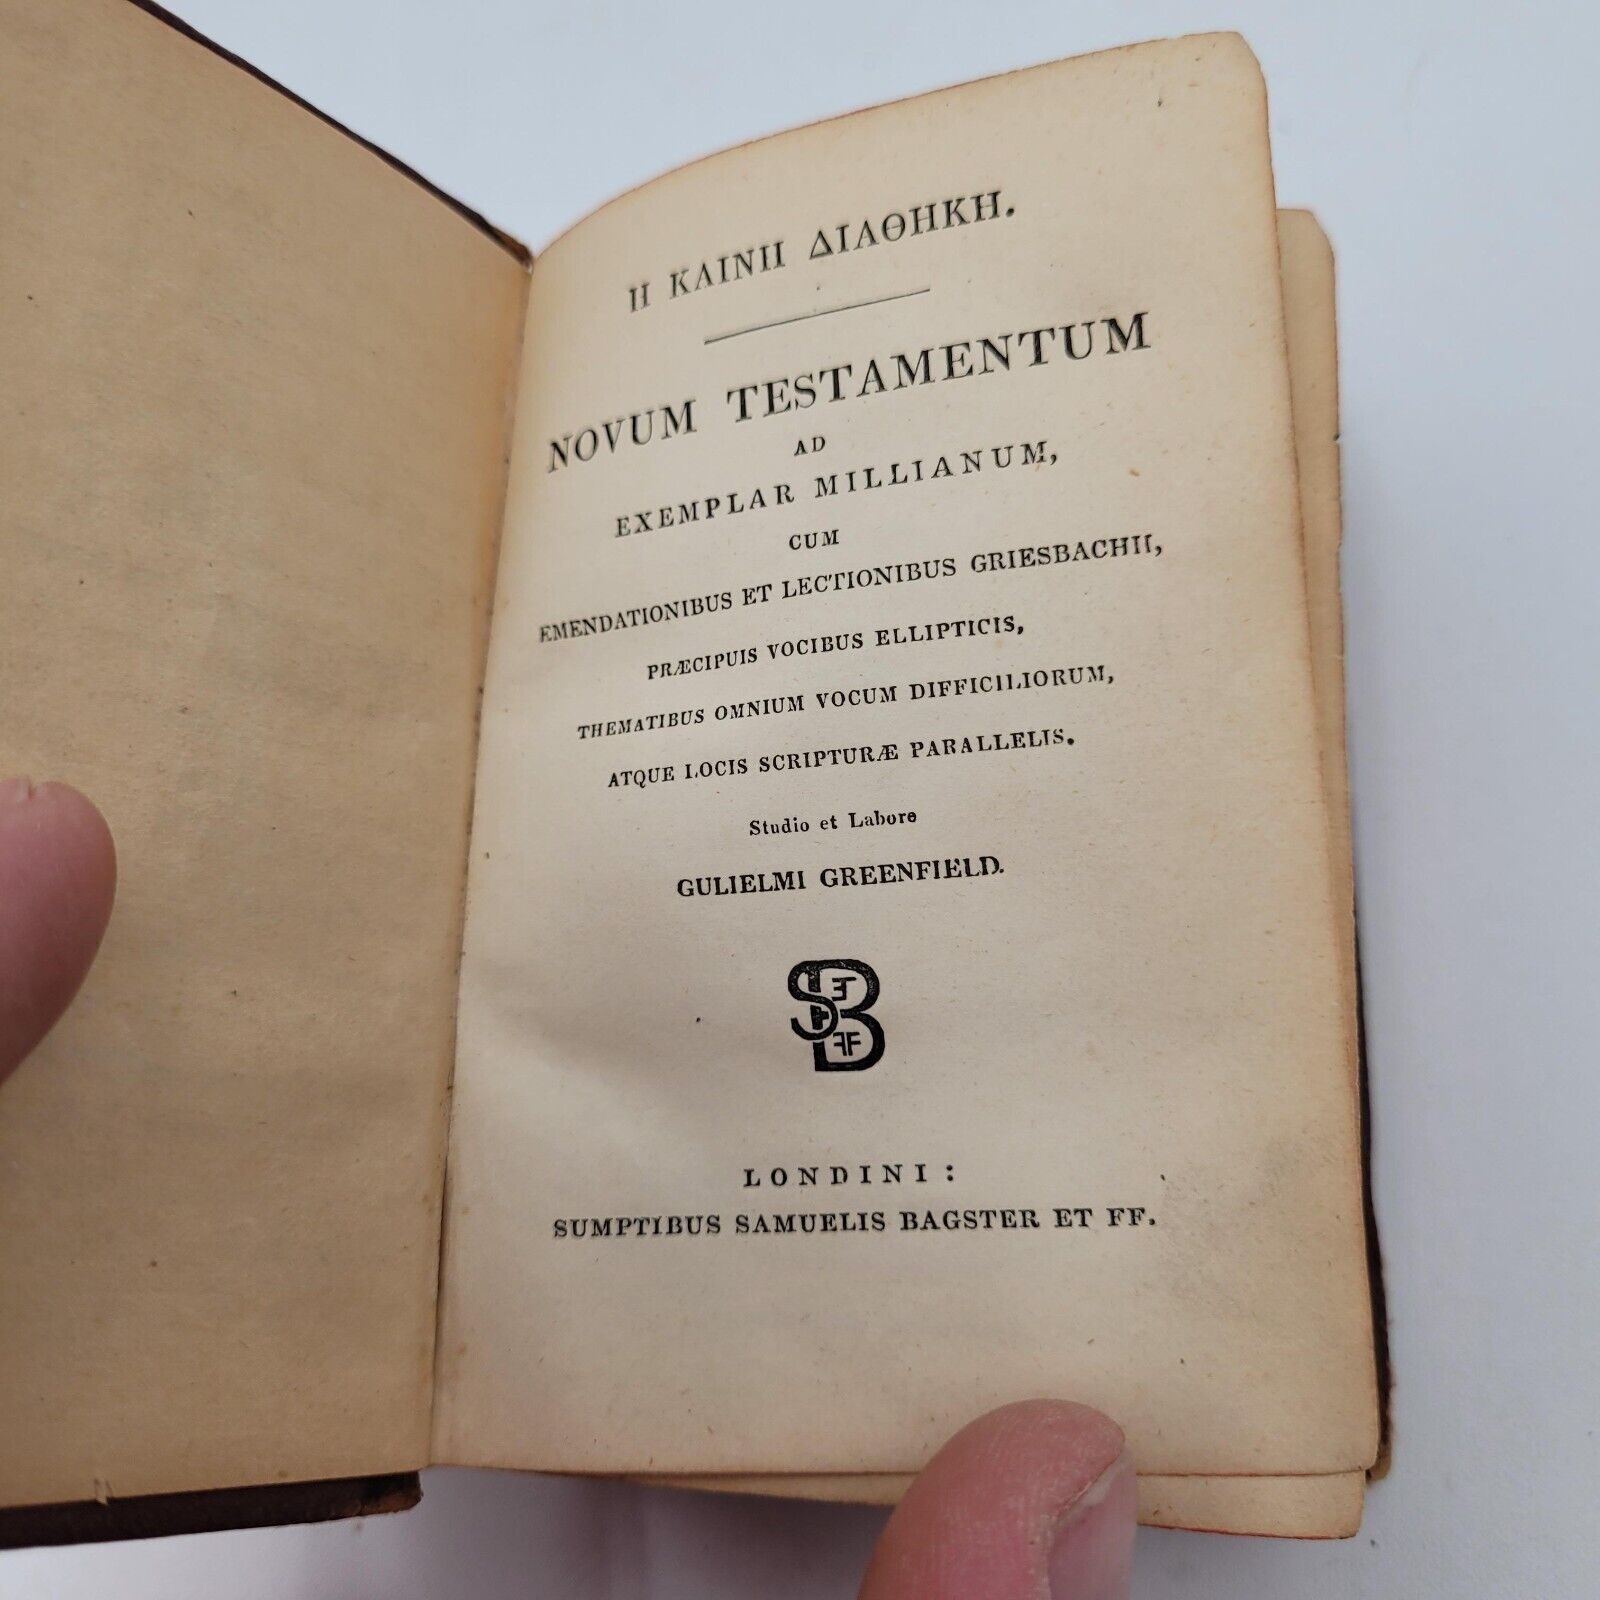 Η ΚΑΙΝΗ ΔΙΑΘΗΚΗ.
NOVUM TESTAMENTUM
AD
EXEMPLAR MILLIANUM,
CUM
EMENDATIONIBUS ET LECTIONIBUS GRIESBACHII,
PRÆCIPUIS VOCIBUS ELLIPTICIS,
THEMATIBUS OMNIUM VOCUM DIFFICILIORUM,
ATQUE LOCIS SCRIPTURÆ PARALLELIS.
Studio et Labore
GULIELMI GREENFIELD.
SB
LONDINI:
SUMPTIBUS SAMUELIS BAGSTER ET FF.